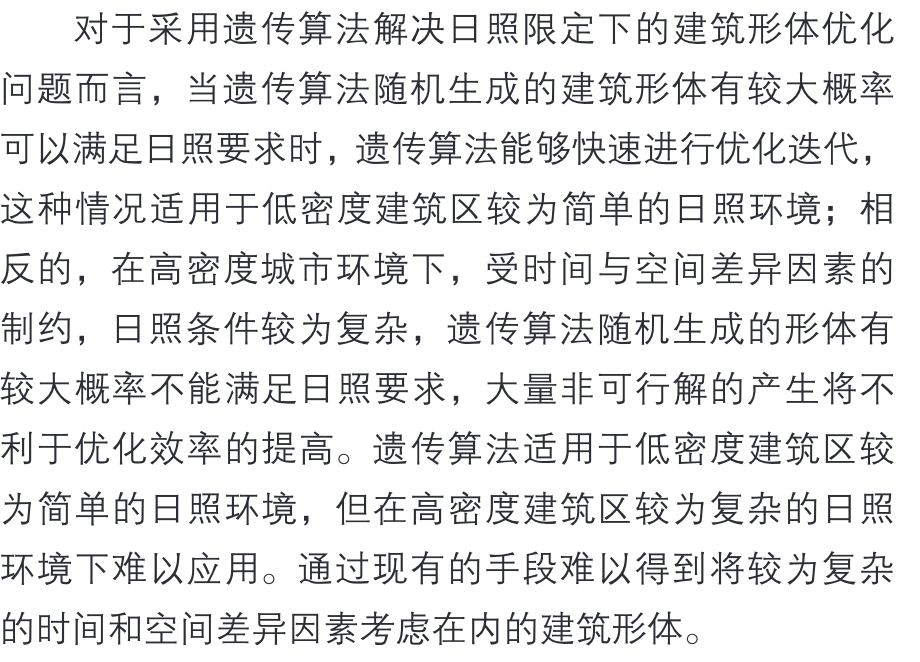 对于采用遗传算法解决日照限定下的建筑形体优化
问题而言，当遗传算法随机生成的建筑形体有较大概率
可以满足日照要求时，遗传算法能够快速进行优化迭代，
这种情况适用于低密度建筑区较为简单的日照环境；相
反的，在高密度城市环境下，受时间与空间差异因素的
制约，日照条件较为复杂，遗传算法随机生成的形体有
较大概率不能满足日照要求，大量非可行解的产生将不
利于优化效率的提高。遗传算法适用于低密度建筑区较
为简单的日照环境，但在高密度建筑区较为复杂的日照
环境下难以应用。通过现有的手段难以得到将较为复杂
的时间和空间差异因素考虑在内的建筑形体。